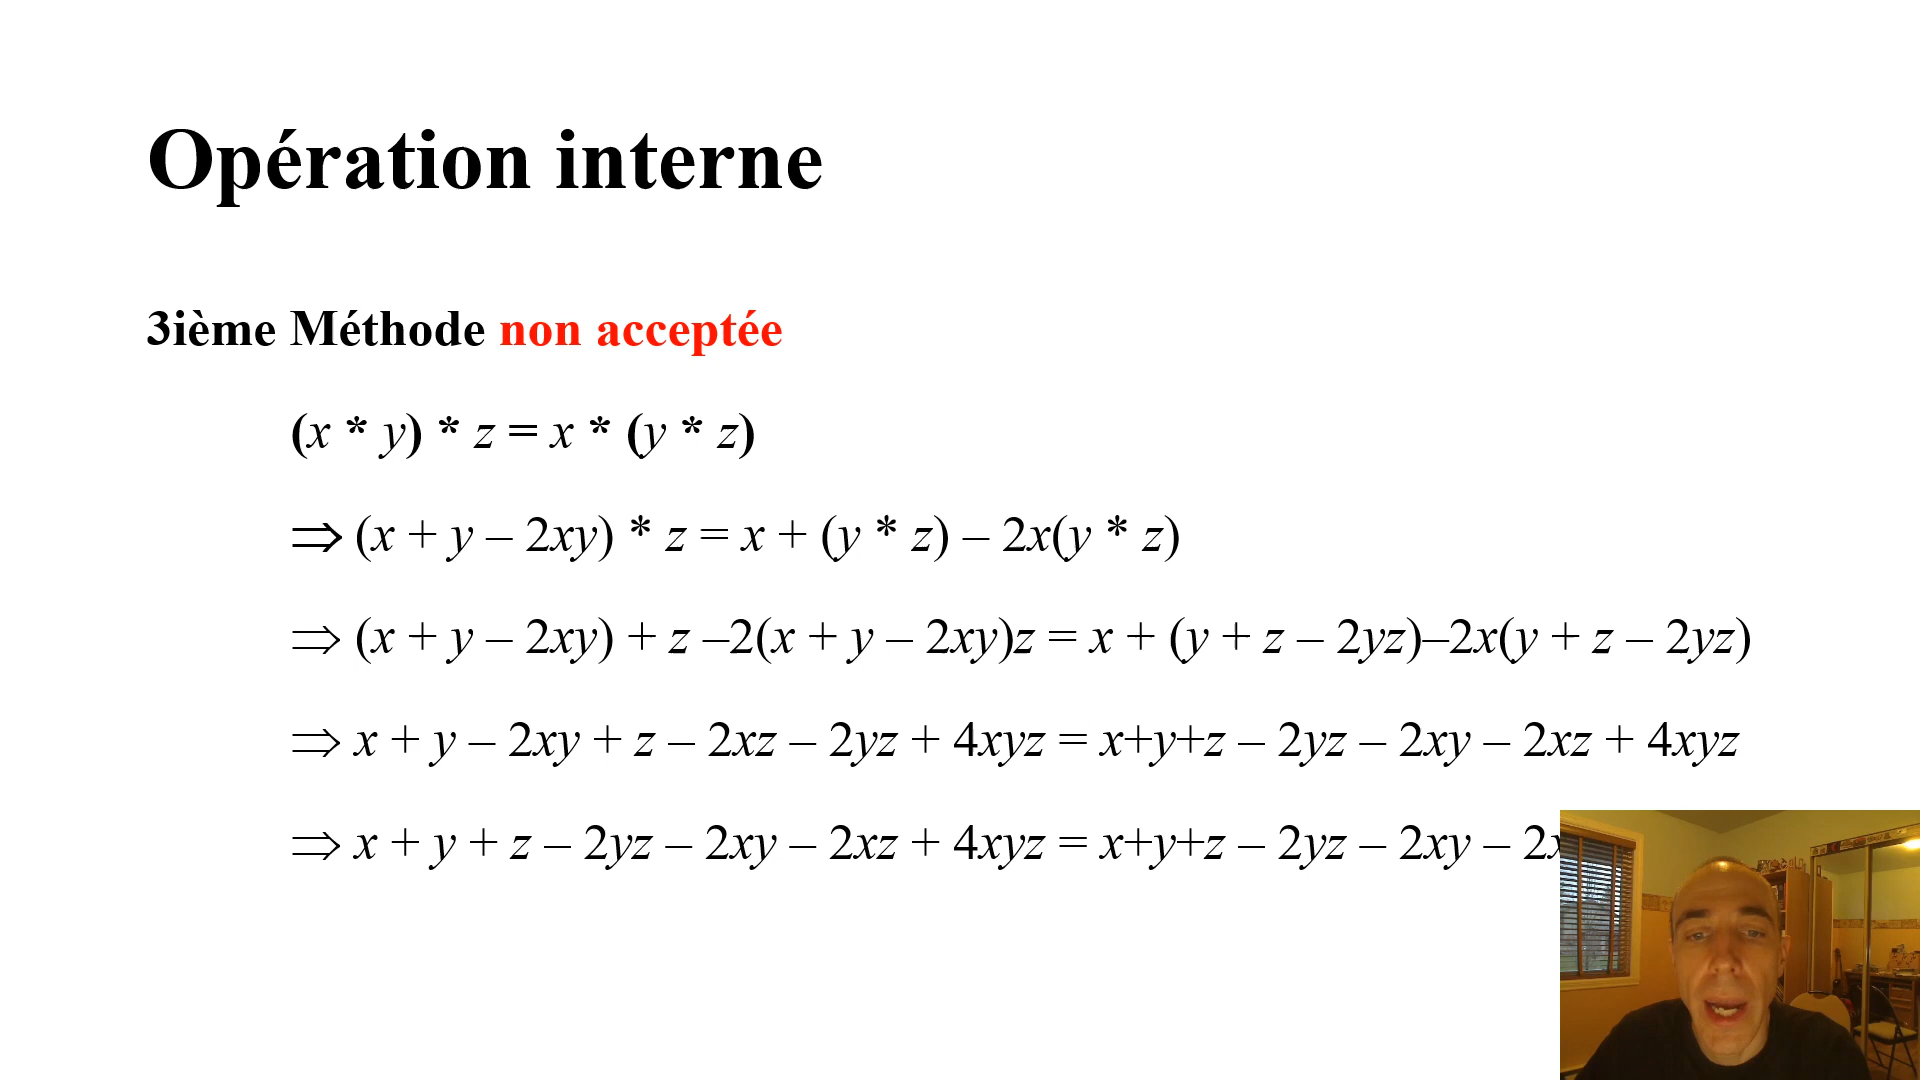 Opération interne
3ième Méthode non acceptée
(x * y) * z = x * (y * z)
⇒ (x + y – 2xy) * z = x + (y * z) – 2x(y * z)
⇒ (x + y – 2xy) + z –2(x + y – 2xy)z = x + (y + z – 2yz)–2x(y + z – 2yz)
⇒ x + y – 2xy + z – 2xz – 2yz + 4xyz = x+y+z – 2yz – 2xy – 2xz + 4xyz
⇒ x + y + z – 2yz – 2xy – 2xz + 4xyz = x+y+z – 2yz – 2xy – 2x